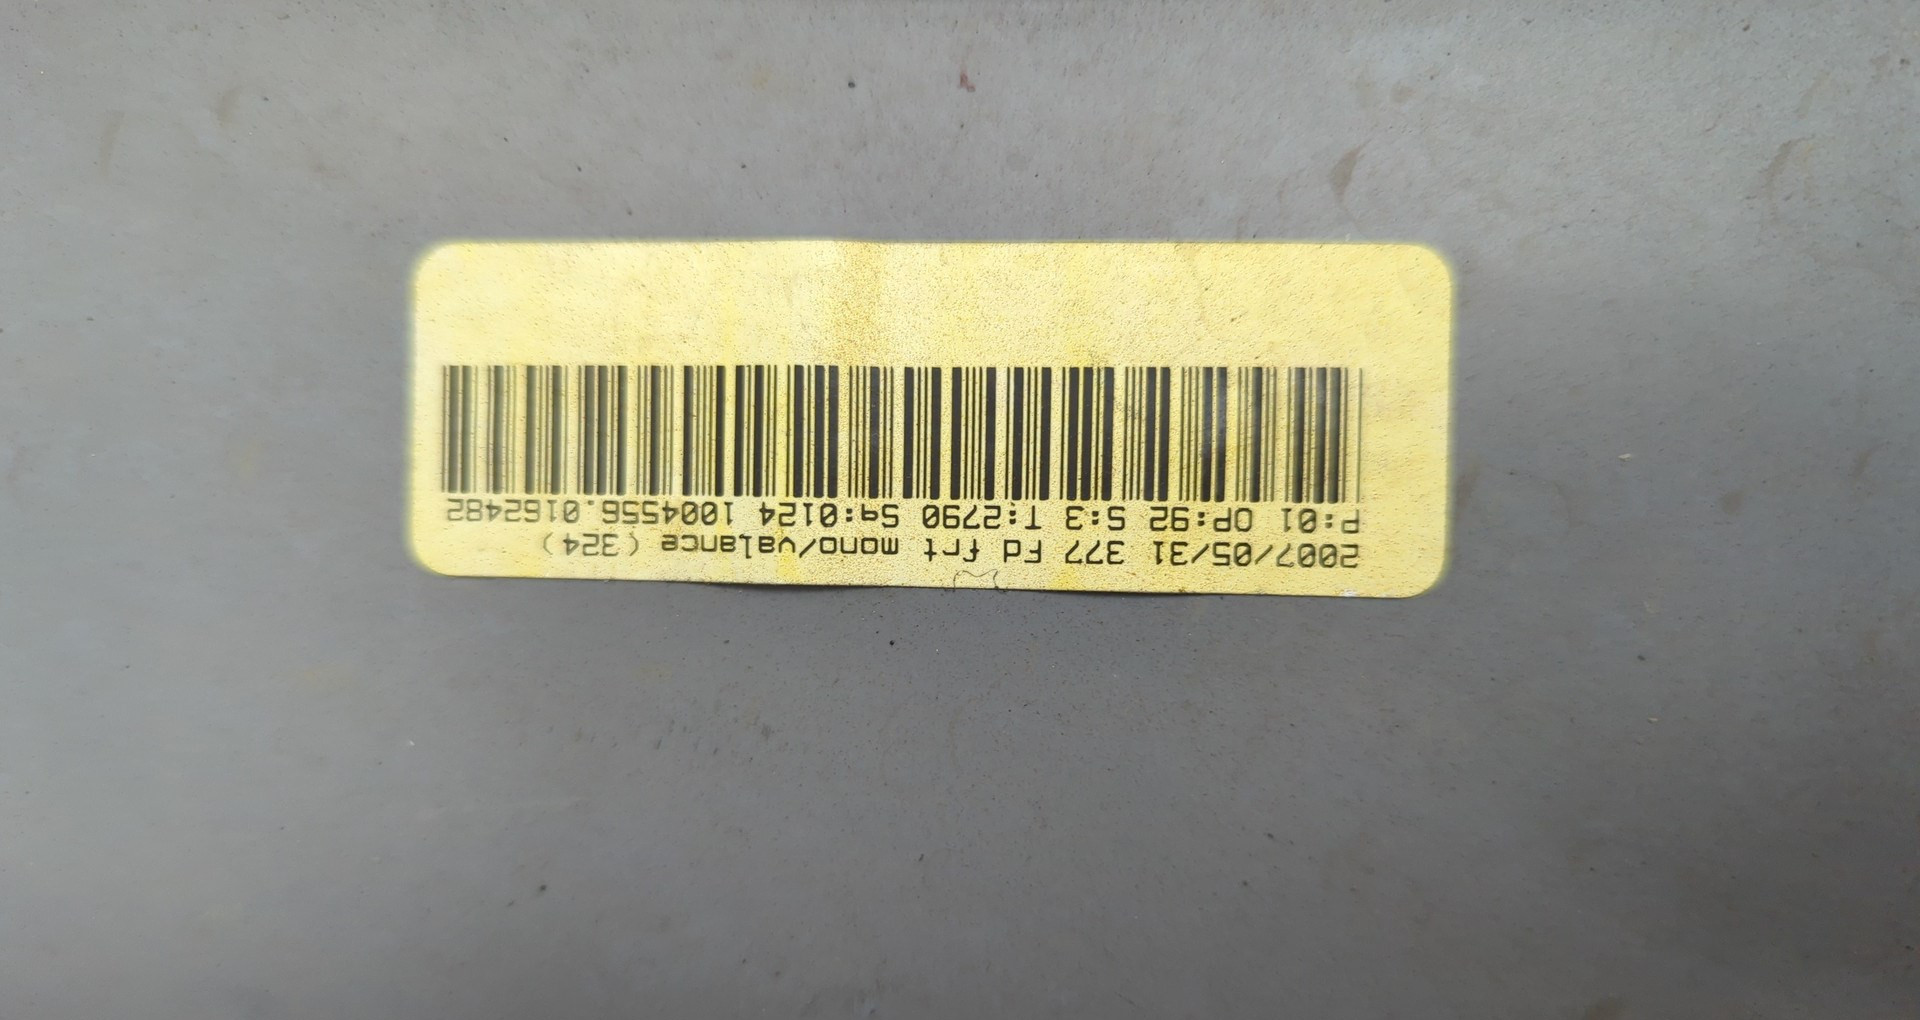 2007/05/31 377 Fd frt mono/valance (324)
P:01 OP:92 S:3 T:2790 Sq:0124 1004556.0162482